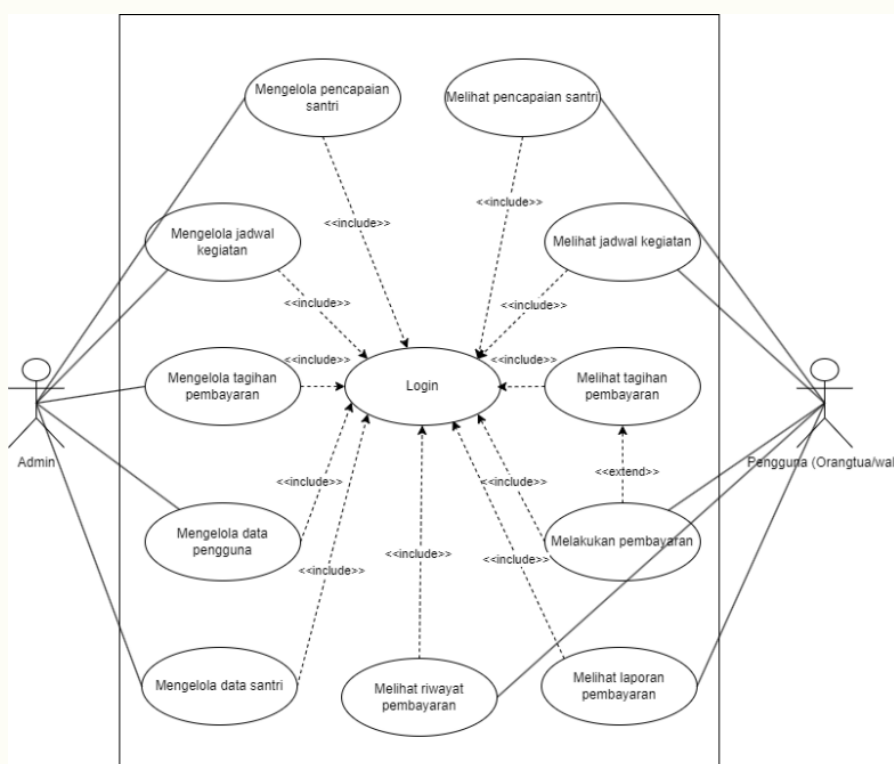 Mengelola pencapaian
santri
Melihat pencapaian santri
<<include>>
<<include>>
Mengelola jadwal
kegiatan
Melihat jadwal kegiatan
<<include>>
<<include>>
<<include>>
<<include>>
Mengelola tagihan
pembayaran
Login
Melihat tagihan
pembayaran
Admin
Pengguna (Orangtua/wal
<<extend>>
<<include>>
<<include>>
Mengelola data
pengguna
Melakukan pembayaran
<<include>>
<<include>>
<<include>>
Mengelola data santri
Melihat riwayat
pembayaran
Melihat laporan
pembayaran